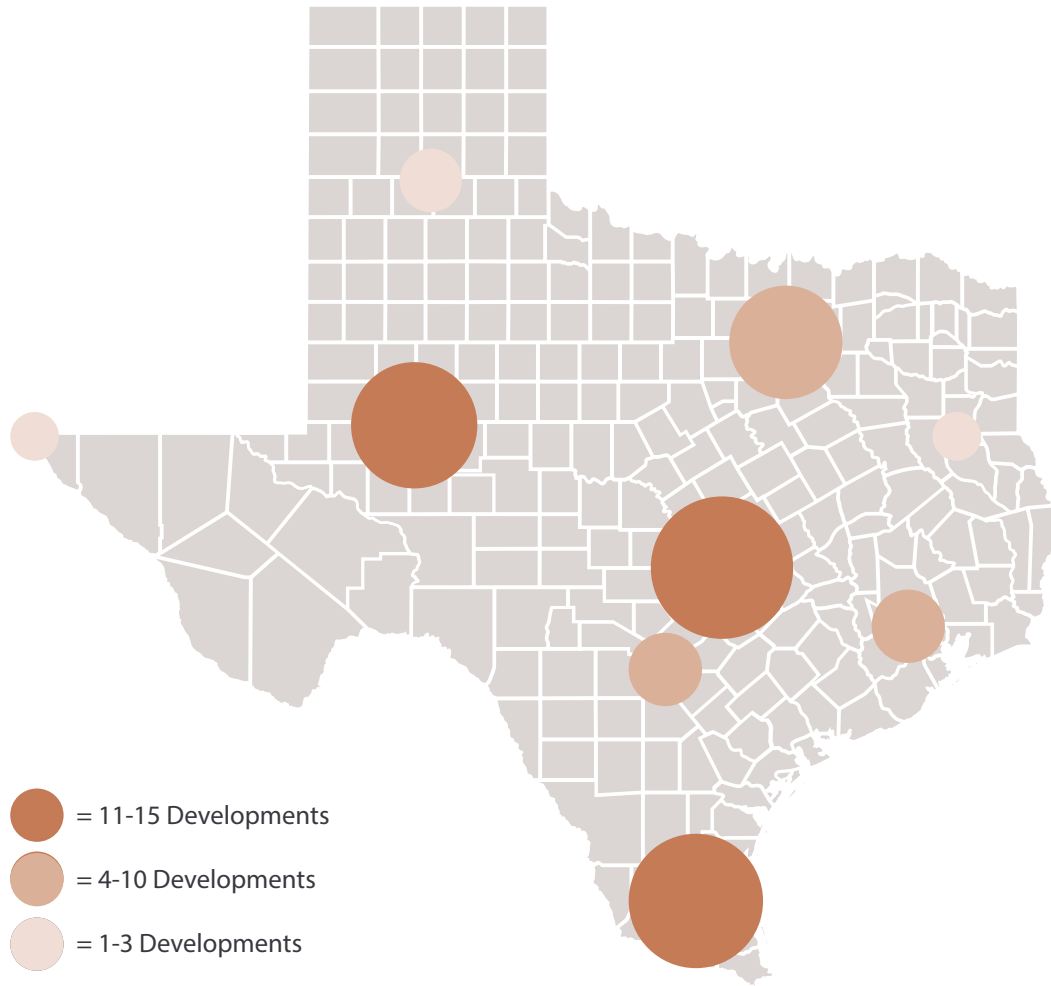 = 11-15 Developments
= 4-10 Developments
= 1-3 Developments